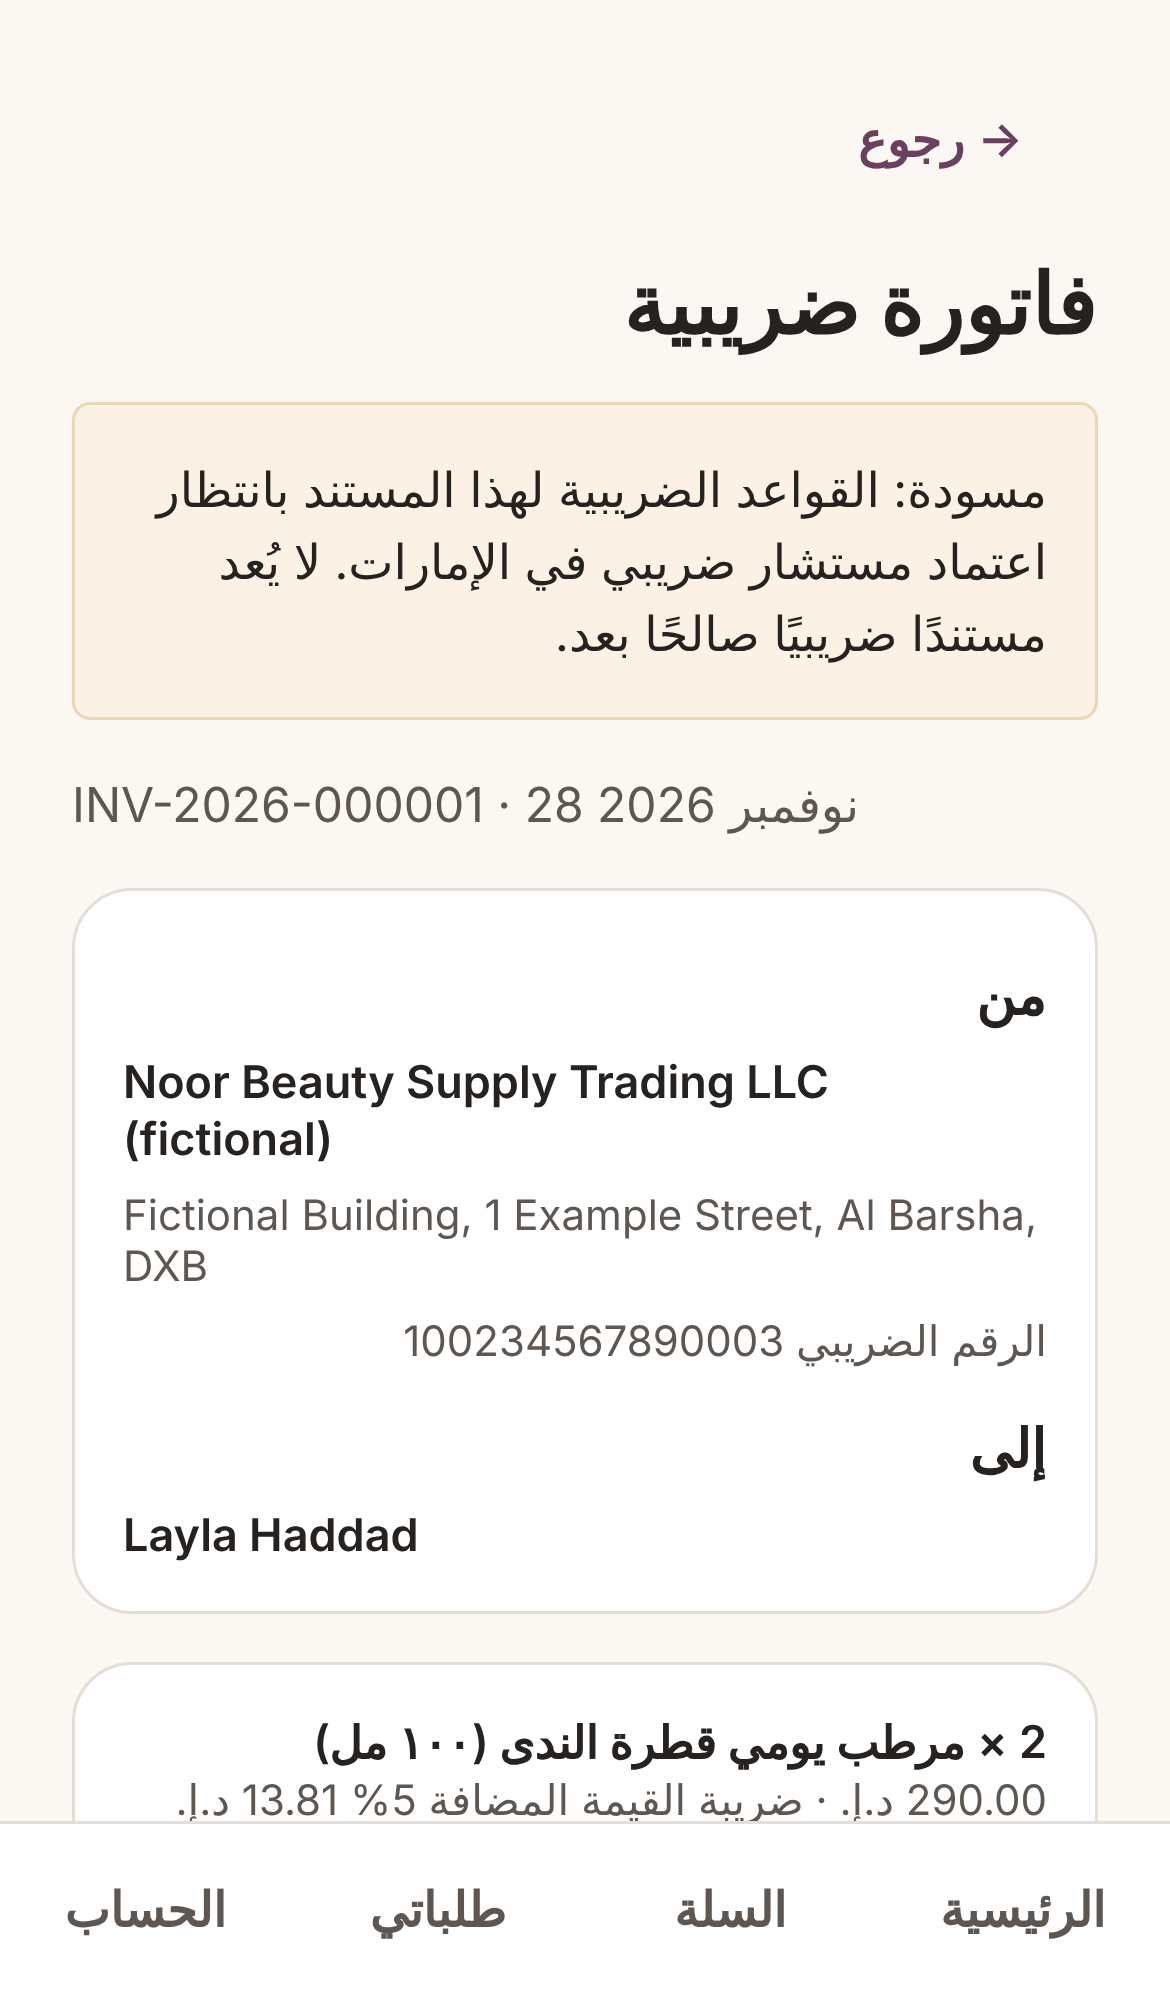 → رجوع
فاتورة ضريبية
مسودة: القواعد الضريبية لهذا المستند بانتظار
اعتماد مستشار ضريبي في الإمارات. لا يُعد
مستندًا ضريبيًا صالحًا بعد.
INV-2026-000001 · 28 نوفمبر 2026
من
Noor Beauty Supply Trading LLC
(fictional)
Fictional Building, 1 Example Street, Al Barsha,
DXB
الرقم الضريبي 100234567890003
إلى
Layla Haddad
2 × مرطب يومي قطرة الندى (١٠٠ مل)
290.00 د.إ. · ضريبة القيمة المضافة 5% 13.81 د.إ.
الرئيسية
السلة
طلباتي
الحساب